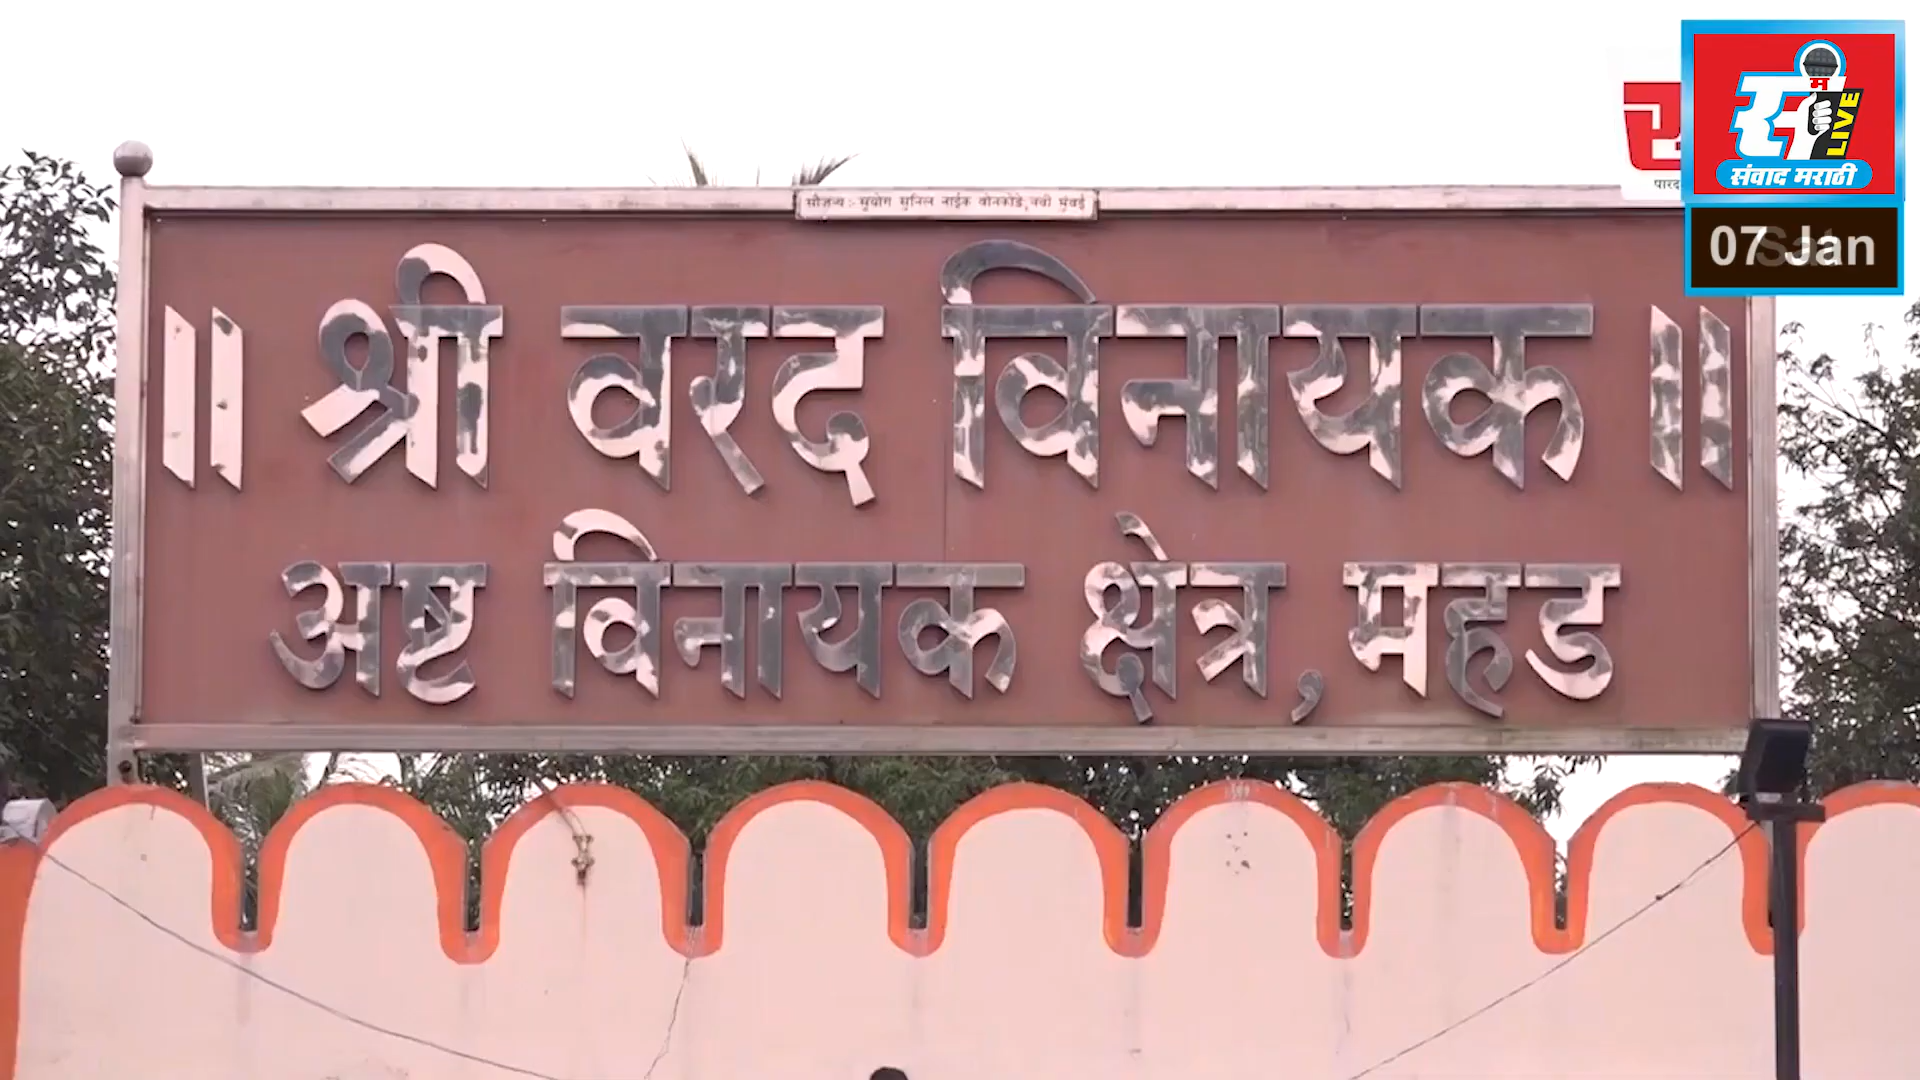 सौजन्य :- सुयोग सुनिल नाईक बोनकोडे, नवी मुंबई
|| श्री वरद विनायक ||
अष्ट विनायक क्षेत्र, महड
स म
LIVE
संवाद मराठी
07 Jan